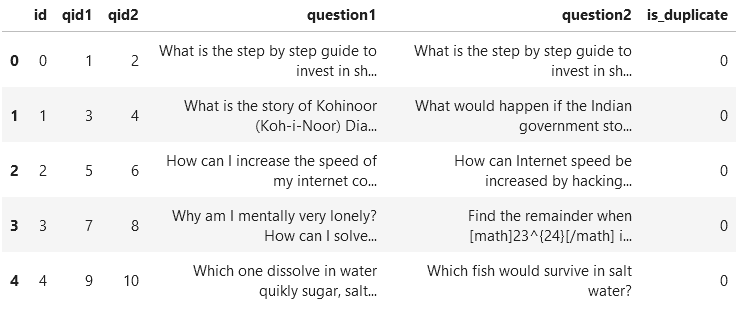 id qid1 qid2 question1 question2 is_duplicate
0 0 1 2 What is the step by step guide to invest in sh... What is the step by step guide to invest in sh... 0
1 1 3 4 What is the story of Kohinoor (Koh-i-Noor) Dia... What would happen if the Indian government sto... 0
2 2 5 6 How can I increase the speed of my internet co... How can Internet speed be increased by hacking... 0
3 3 7 8 Why am I mentally very lonely? How can I solve... Find the remainder when [math]23^{24}[/math] i... 0
4 4 9 10 Which one dissolve in water quikly sugar, salt... Which fish would survive in salt water? 0